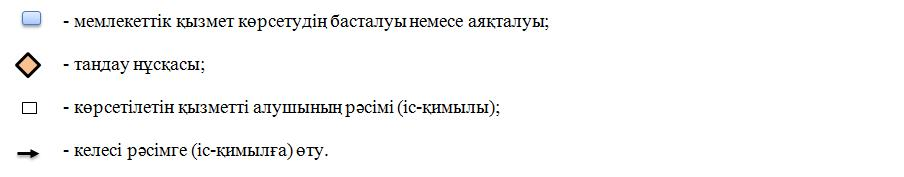 - мемлекеттік қызмет көрсетудің басталуы немесе аяқталуы;
- таңдау нұсқасы;
- көрсетілетін қызметті алушының рәсімі (іс-қимылы);
- келесі рәсімге (іс-қимылға) өту.